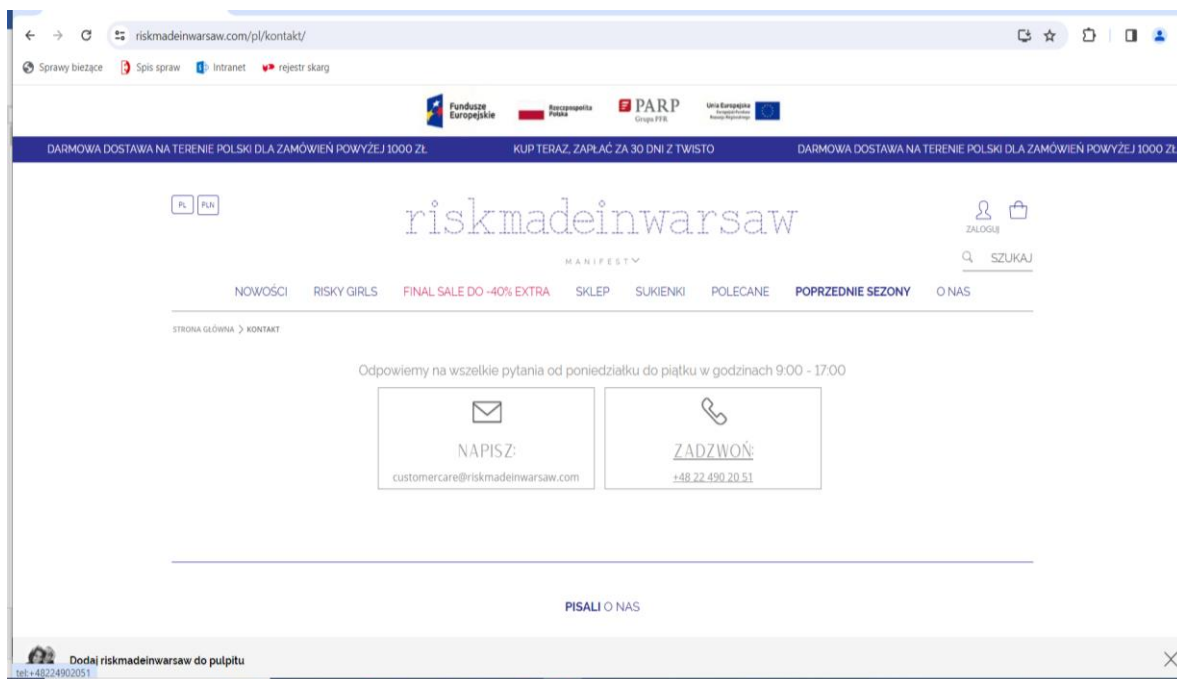 riskmadeinwarsaw.com/pl/kontakt/
Sprawy bieżące Spis spraw Intranet rejestr skarg
Fundusze Europejskie Rzeczpospolita Polska PARP Grupa PFR Unia Europejska
DARMOWA DOSTAWA NA TERENIE POLSKI DLA ZAMÓWIEŃ POWYŻEJ 1000 ZŁ KUP TERAZ, ZAPŁAĆ ZA 30 DNI Z TWISTO DARMOWA DOSTAWA NA TERENIE POLSKI DLA ZAMÓWIEŃ POWYŻEJ 1000 ZŁ
PL PLN
riskmadeinwarsaw
ZALOGUJ
MANIFEST
SZUKAJ
NOWOŚCI RISKY GIRLS FINAL SALE DO -40% EXTRA SKLEP SUKIENKI POLECANE POPRZEDNIE SEZONY O NAS
STRONA GŁÓWNA > KONTAKT
Odpowiemy na wszelkie pytania od poniedziałku do piątku w godzinach 9:00 - 17:00
NAPISZ: ZADZWOŃ:
customercare@riskmadeinwarsaw.com +48 22 490 20 51
PISALI O NAS
Dodaj riskmadeinwarsaw do pulpitu
tel:+48224902051